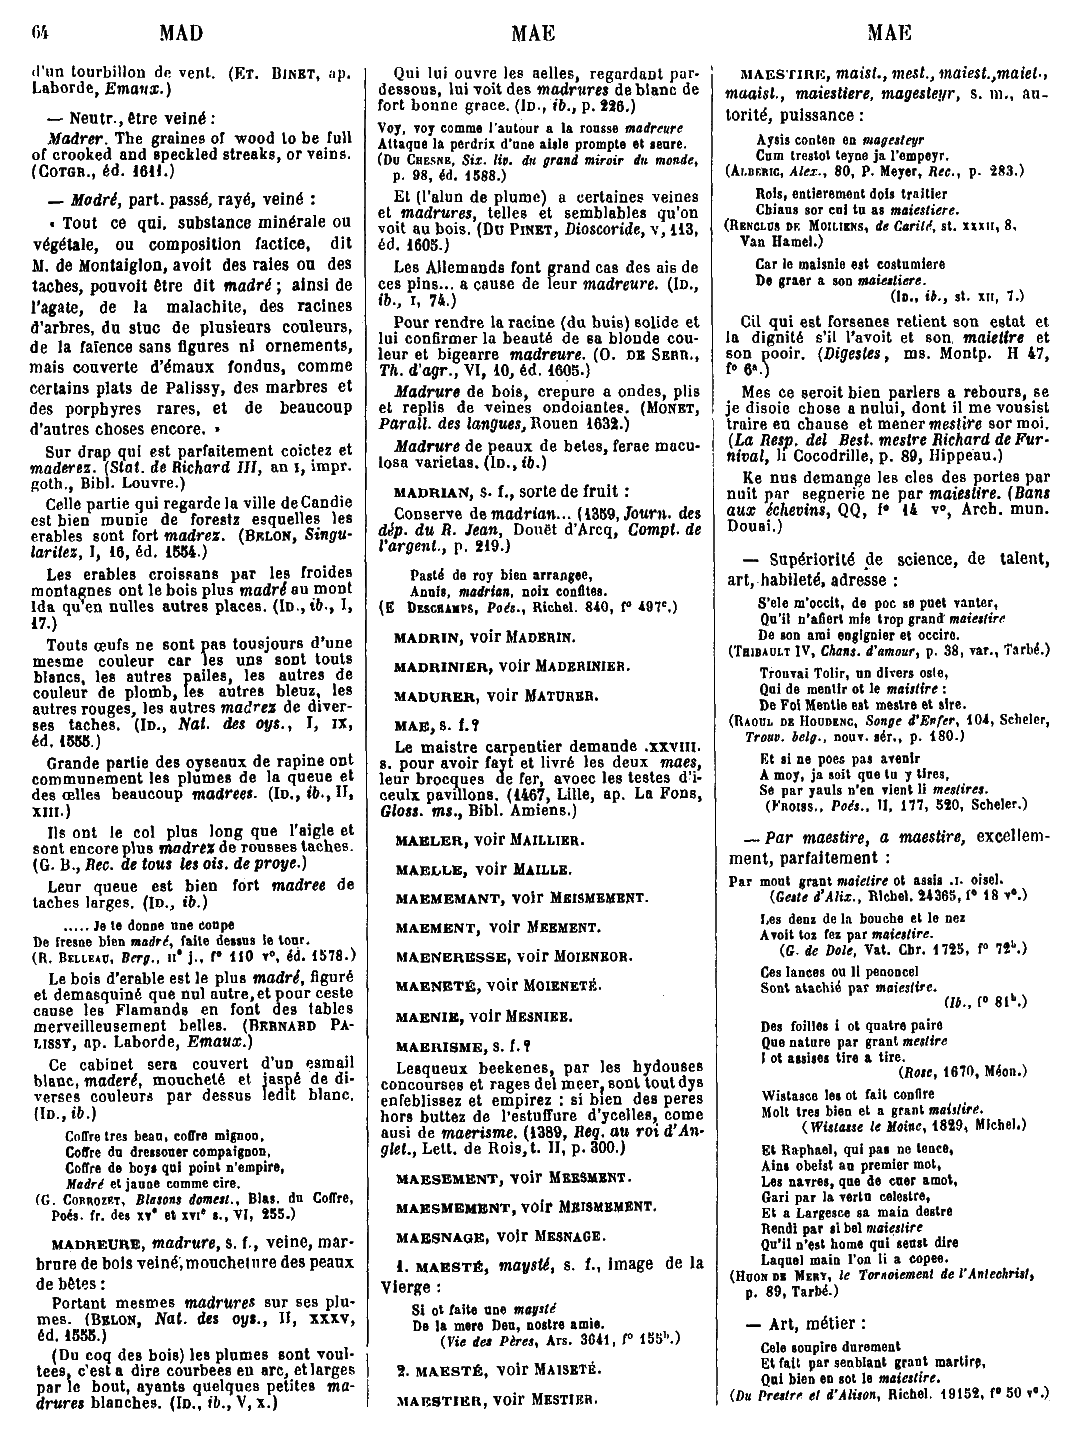 64
MAD
MAE
MAE
d'un tourbillon de vent. (ET. BINET, ap.
Laborde, Emaux.)
— Neutr., être veiné :
Madrer. The graines of wood to be full
of crooked and speckled streaks, or veins.
(COTGR., éd. 1611.)
— Madré, part. passé, rayé, veiné :
« Tout ce qui, substance minérale ou
végétale, ou composition factice, dit
M. de Montaiglon, avoit des raies ou des
taches, pouvoit être dit madré ; ainsi de
l'agate, de la malachite, des racines
d'arbres, du stuc de plusieurs couleurs,
de la faïence sans figures ni ornements,
mais couverte d'émaux fondus, comme
certains plats de Palissy, des marbres et
des porphyres rares, et de beaucoup
d'autres choses encore. »
Sur drap qui est parfaitement coictez et
maderez. (Stat. de Richard III, an I, impr.
goth., Bibl. Louvre.)
Celle partie qui regarde la ville de Candie
est bien munie de forestz esquelles les
erables sont fort madrez. (BELON, Singu-
laritez, I, 16, éd. 1554.)
Les erables croissans par les froides
montagnes ont le bois plus madré au mont
Ida qu'en nulles autres places. (ID., ib., I,
17.)
Touts œufs ne sont pas tousjours d'une
mesme couleur car les uns sont touts
blancs, les autres pailes, les autres de
couleur de plomb, les autres bleuz, les
autres rouges, les autres madrez de diver-
ses taches. (ID., Nat. des oys., I, IX,
éd. 1555.)
Grande partie des oyseaux de rapine ont
communement les plumes de la queue et
des œlles beaucoup madrees. (ID., ib., II,
XIII.)
Ils ont le col plus long que l'aigle et
sont encore plus madrez de rousses taches.
(G. B., Rec. de tous les ois. de proye.)
Leur queue est bien fort madree de
taches larges. (ID., ib.)
..... Je te donne une coupe
De fresne bien madré, faite dessus le tour.
(R. BELLEAU, Berg., IIe j., f° 110 v°, éd. 1578.)
Le bois d'erable est le plus madré, figuré
et demasquiné que nul autre, et pour ceste
cause les Flamands en font des tables
merveilleusement belles. (BERNARD PA-
LISSY, ap. Laborde, Emaux.)
Ce cabinet sera couvert d'un esmail
blanc, maderé, moucheté et jaspé de di-
verses couleurs par dessus ledit blanc.
(ID., ib.)
Coffre tres beau, coffre mignon,
Coffre du dressouer compaignon,
Coffre de boys qui point n'empire,
Madré et jaune comme cire.
(G. CORROZET, Blasons domest., Blas. du Coffre,
Poés. fr. des xve et xvie s., VI, 255.)
MADREURE, madrure, s. f., veine, mar-
brure de bois veiné, moucheture des peaux
de bêtes :
Portant mesmes madrures sur ses plu-
mes. (BELON, Nat. des oys., II, XXXV,
éd. 1555.)
(Du coq des bois) les plumes sont voul-
tees, c'est a dire courbees en arc, et larges
par le bout, ayants quelques petites ma-
drures blanches. (ID., ib., V, X.)
Qui lui ouvre les aelles, regardant par-
dessous, lui voit des madrures de blanc de
fort bonne grace. (ID., ib., p. 226.)
Voy, voy comme l'autour a la rousse madreure
Attaque la perdrix d'une aisle prompte et seure.
(DU CHESNE, Six. liv. du grand miroir du monde,
p. 98, éd. 1588.)
Et (l'alun de plume) a certaines veines
et madrures, telles et semblables qu'on
voit au bois. (DU PINET, Dioscoride, V, 113,
éd. 1605.)
Les Allemands font grand cas des ais de
ces pins... a cause de leur madreure. (ID.,
ib., I, 74.)
Pour rendre la racine (du buis) solide et
lui confirmer la beauté de sa blonde cou-
leur et bigearre madreure. (O. DE SERR.,
Th. d'agr., VI, 10, éd. 1605.)
Madrure de bois, crepure a ondes, plis
et replis de veines ondoiantes. (MONET,
Parall. des langues, Rouen 1632.)
Madrure de peaux de betes, ferae macu-
losa varietas. (ID., ib.)
MADRIAN, s. f., sorte de fruit :
Conserve de madrian... (1359, Journ. des
dép. du R. Jean, Douët d'Arcq, Compt. de
l'argent., p. 219.)
Pasté de roy bien arrangee,
Annis, madrian, noix confites.
(E DESCHAMPS, Poés., Richel. 840, f° 497c.)
MADRIN, voir MADERIN.
MADRINIER, voir MADERINIER.
MADURER, voir MATURER.
MAE, s. f.?
Le maistre carpentier demande .XXVIII.
s. pour avoir fayt et livré les deux maes,
leur brocques de fer, avoec les testes d'i-
ceulx pavillons. (1467, Lille, ap. La Fons,
Gloss. ms., Bibl. Amiens.)
MAELER, voir MAILLIER.
MAELLE, voir MAILLE.
MAEMEMANT, voir MEISMEMENT.
MAEMENT, voir MEEMENT.
MAENERESSE, voir MOIENEOR.
MAENETÉ, voir MOIENETÉ.
MAENIE, voir MESNIEE.
MAERISME, s. f.?
Lesqueux beekenes, par les hydouses
concourses et rages del meer, sont tout dys
enfeblissez et empirez : si bien des peres
hors buttez de l'estuffure d'ycelles, come
ausi de maerisme. (1389, Req. au roi d'An-
glet., Lett. de Rois, t. II, p. 300.)
MAESEMENT, voir MEESMENT.
MAESMEMENT, voir MEISMEMENT.
MAESNAGE, voir MESNAGE.
1. MAESTÉ, maysté, s. f., image de la
Vierge :
Si ot faite une maysté
De la mere Deu, nostre amie.
(Vie des Pères, Ars. 3641, f° 155b.)
2. MAESTÉ, voir MAISETÉ.
MAESTIER, voir MESTIER.
MAESTIRE, maist., mest., maiest., maiet.,
maaist., maiestiere, magesteyr, s. m., au-
torité, puissance :
Aysis conten en magesteyr
Cum trestot teyne ja l'empeyr.
(ALBERIC, Alex., 80, P. Meyer, Rec., p. 283.)
Rois, entierement dois traitier
Chiaus sor cui tu as maiestiere.
(RENCLUS DE MOILIENS, de Carité, st. XXXII, 8,
Van Hamel.)
Car le maisnie est costumiere
De graer a son maiestiere.
(ID., ib., st. XII, 7.)
Cil qui est forsenes retient son estat et
la dignité s'il l'avoit et son maiettre et
son pooir. (Digestes, ms. Montp. H 47,
f° 6a.)
Mes ce seroit bien parlers a rebours, se
je disoie chose a nului, dont il me vousist
traire en chause et mener mestire sor moi.
(La Resp. del Best. mestre Richard de Fur-
nival, li Cocodrille, p. 89, Hippeau.)
Ke nus demange les cles des portes par
nuit par segnerie ne par maiestire. (Bans
aux échevins, QQ, f° 14 v°, Arch. mun.
Douai.)
— Supériorité de science, de talent,
art, habileté, adresse :
S'ele m'occit, de poc se puet vanter,
Qu'il n'afiert mie trop grand maiestire
De son ami engignier et occire.
(THIBAULT IV, Chans. d'amour, p. 38, var., Tarbé.)
Trouvai Tolir, un divers oste,
Qui de mentir ot le maistire :
De Foi Mentie est mestre et sire.
(RAOUL DE HOUDENC, Songe d'Enfer, 104, Scheler,
Trouv. belg., nouv. sér., p. 180.)
Et si ne poes pas avenir
A moy, ja soit que tu y tires,
Se par yauls n'en vient li mestires.
(FROISS., Poés., II, 177, 520, Scheler.)
— Par maestire, a maestire, excellem-
ment, parfaitement :
Par mout grant maietire ot assis .I. oisel.
(Geste d'Alix., Richel. 24365, f° 18 v°.)
Les denz de la bouche et le nez
Avoit toz fez par maiestire.
(G. de Dole, Vat. Chr. 1725, f° 72b.)
Ces lances ou li penoncel
Sont atachié par maiestire.
(Ib., f° 81b.)
Des foilles i ot quatre paire
Que nature par grant mestire
I ot assises tire a tire.
(Rose, 1670, Méon.)
Wistasce les ot fait confire
Molt tres bien et a grant maistire.
(Wistasse le Moine, 1829, Michel.)
Et Raphael, qui pas ne tence,
Ains obeist au premier mot,
Les navres, que de cuer amot,
Gari par la vertu celestre,
Et a Largesce sa main destre
Rendi par si bel maiestire
Qu'il n'est home qui seust dire
Laquel main l'on li a copee.
(HUON DE MERY, le Tornoiement de l'Antechrist,
p. 89, Tarbé.)
— Art, métier :
Cele soupire durement
Et fait par senblant grant martire,
Qui bien en sot le maiestire.
(Du Prestre et d'Alison, Richel. 19152, f° 50 v°.)